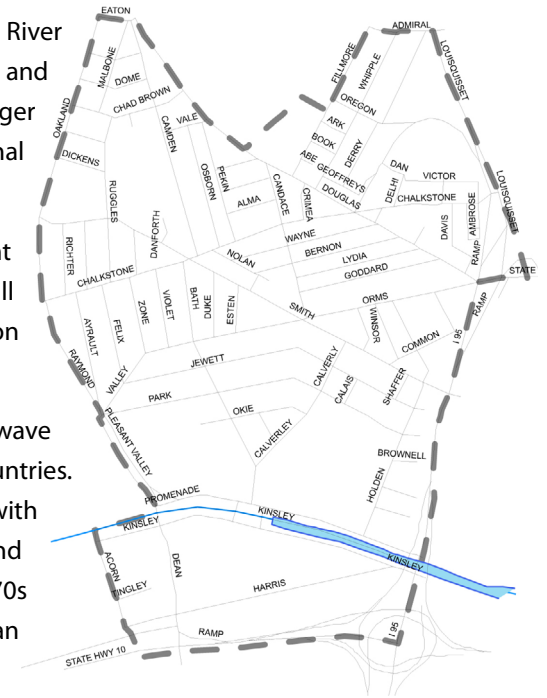 River
and
ger
nal
nt
ll
on
wave
untries.
with
nd
70s
an
EATON
ADMIRAL
MALBONE
FILLMORE
WHIPPLE
LOUISQUISSET
DOME
CHAD BROWN
OREGON
OAKLAND
VALE
CAMDEN
ARK
BOOK
DERRY
ABE
GEOFFREYS
DOUGLAS
DICKENS
PEKIN
OSBORN
DAN
VICTOR
LOUISQUISSET
RUGGLES
ALMA
CANDACE
CRIMEA
DELHI
CHALKSTONE
DANFORTH
DAVIS
AMBROSE
RAMP
RICHTER
NOLAN
WAYNE
BERNON
LYDIA
GODDARD
STATE
CHALKSTONE
ORMS
RAMP
AYRAULT
FELIX
ZONE
VIOLET
BATH
DUKE
ESTEN
SMITH
WINSOR
COMMON
I 95
RAYMOND
VALLEY
JEWETT
CALVERLY
CALAIS
SHAFFER
PARK
OKIE
PLEASANT VALLEY
CALVERLEY
BROWNELL
HOLDEN
PROMENADE
KINSLEY
KINSLEY
KINSLEY
ACORN
DEAN
TINGLEY
HARRIS
RAMP
I 95
STATE HWY 10